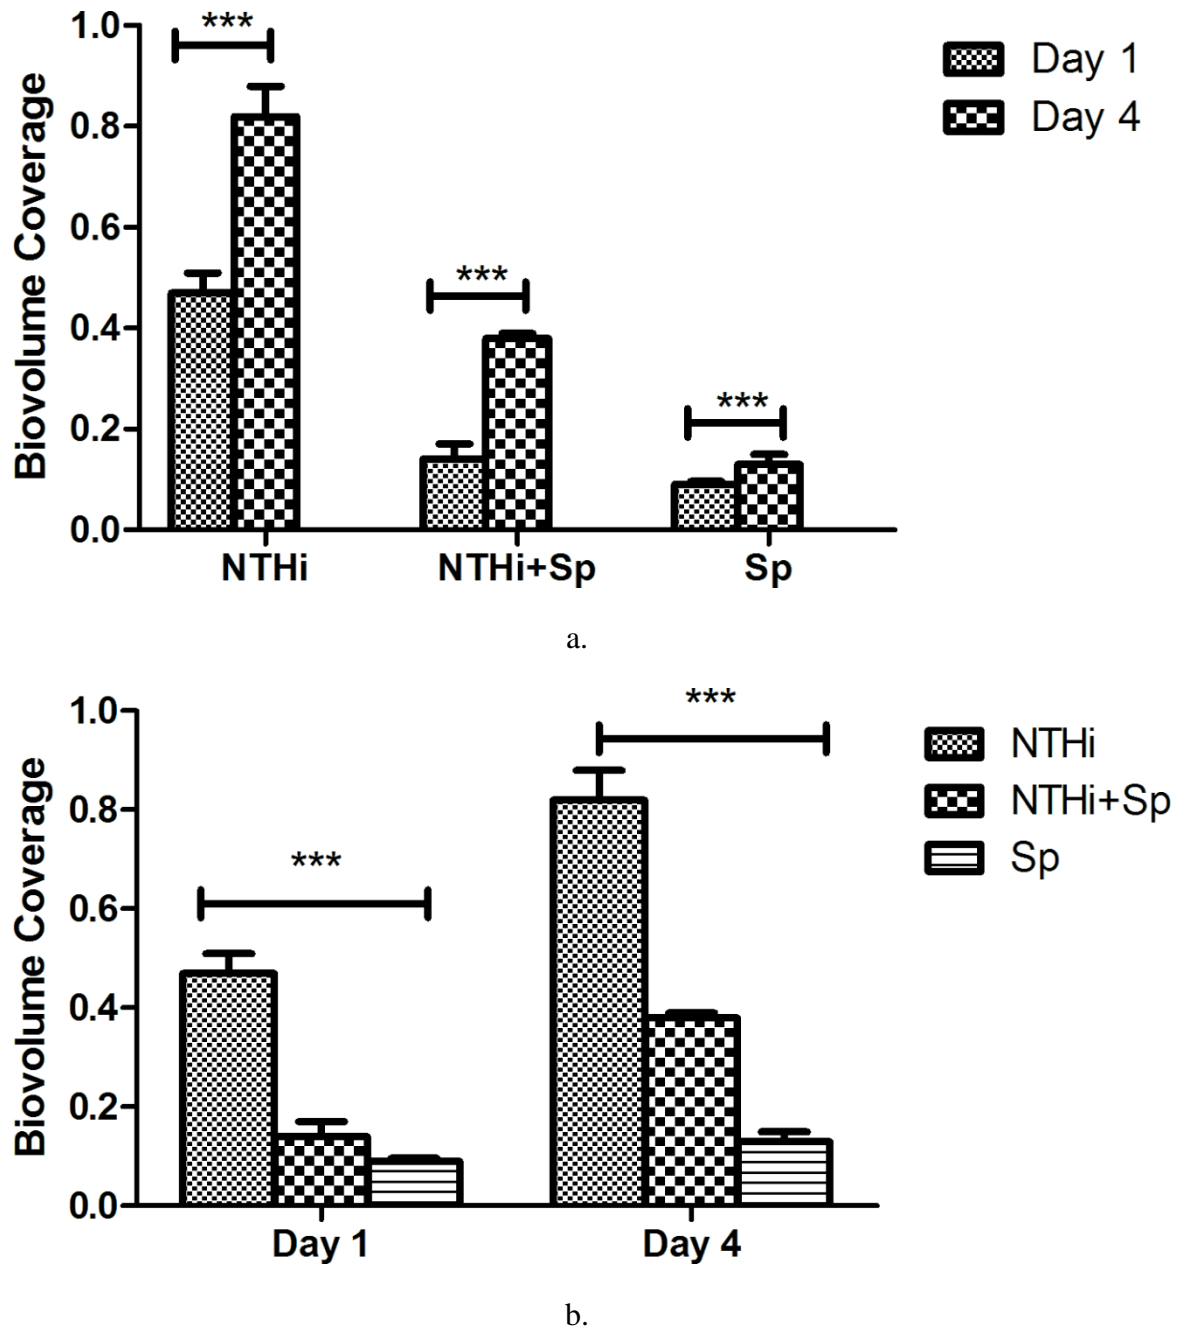 Biovolume Coverage
1.0
0.8
0.6
0.4
0.2
0.0
***
***
***
NTHi
NTHi+Sp
Sp
Day 1
Day 4
a.
Biovolume Coverage
1.0
0.8
0.6
0.4
0.2
0.0
***
***
Day 1
Day 4
NTHi
NTHi+Sp
Sp
b.